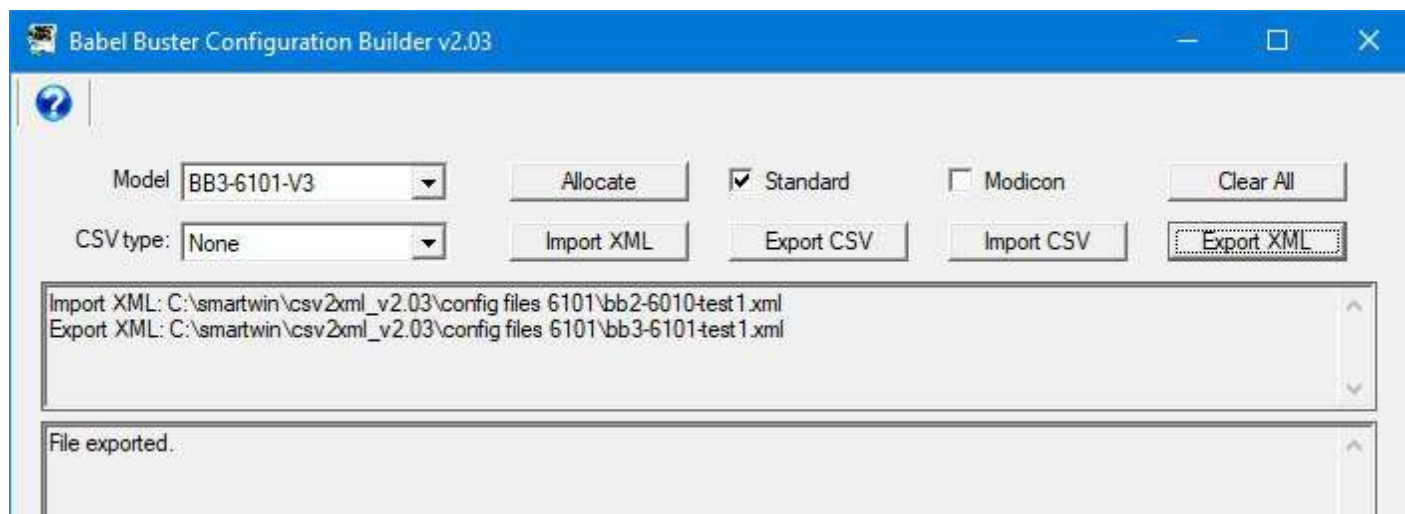 Babel Buster Configuration Builder v2.03
Model BB3-6101-V3 Allocate Standard Modicon Clear All
CSV type: None Import XML Export CSV Import CSV Export XML
Import XML: C:\smartwin\csv2xml_v2.03\config files 6101\bb2-6010-test1.xml
Export XML: C:\smartwin\csv2xml_v2.03\config files 6101\bb3-6101-test1.xml
File exported.